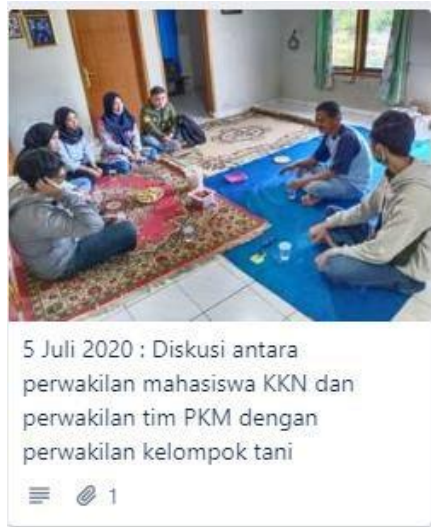 5 Juli 2020 : Diskusi antara
perwakilan mahasiswa KKN dan
perwakilan tim PKM dengan
perwakilan kelompok tani
1